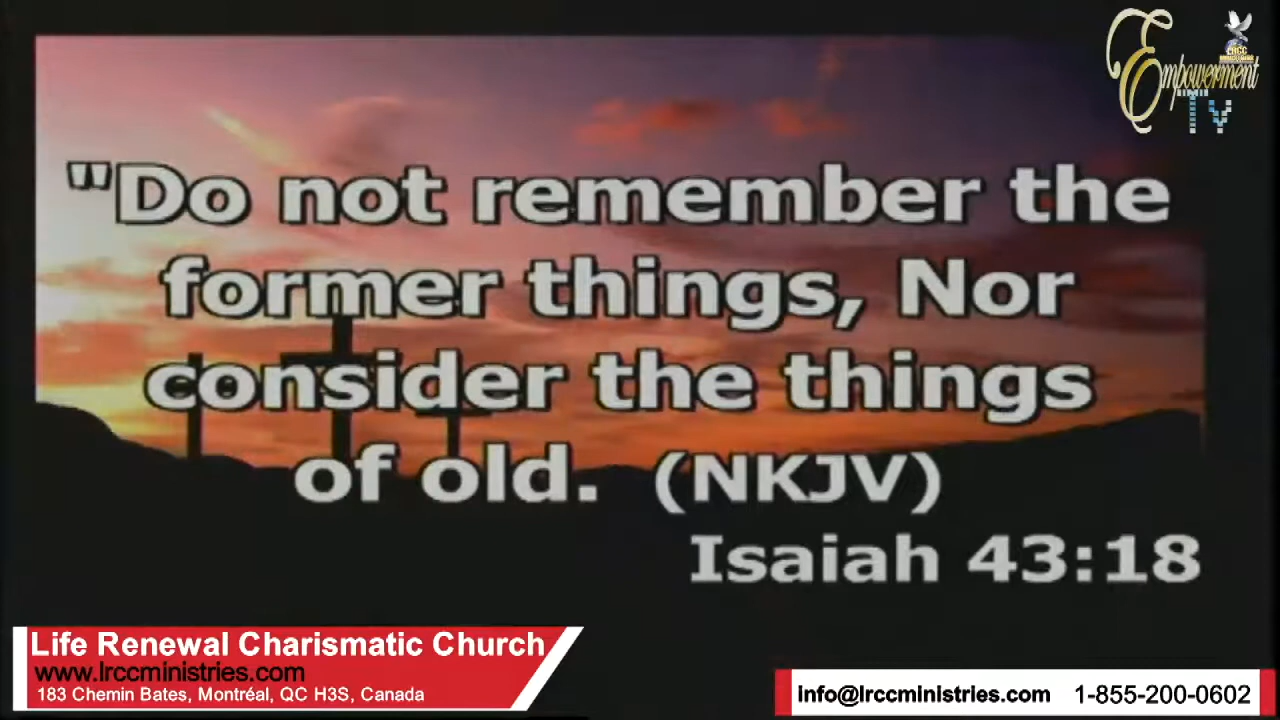 Empowerment
Tv
"Do not remember the
former things, Nor
consider the things
of old. (NKJV)
Isaiah 43:18
Life Renewal Charismatic Church
www.lrccministries.com
183 Chemin Bates, Montréal, QC H3S, Canada
info@lrccministries.com 1-855-200-0602